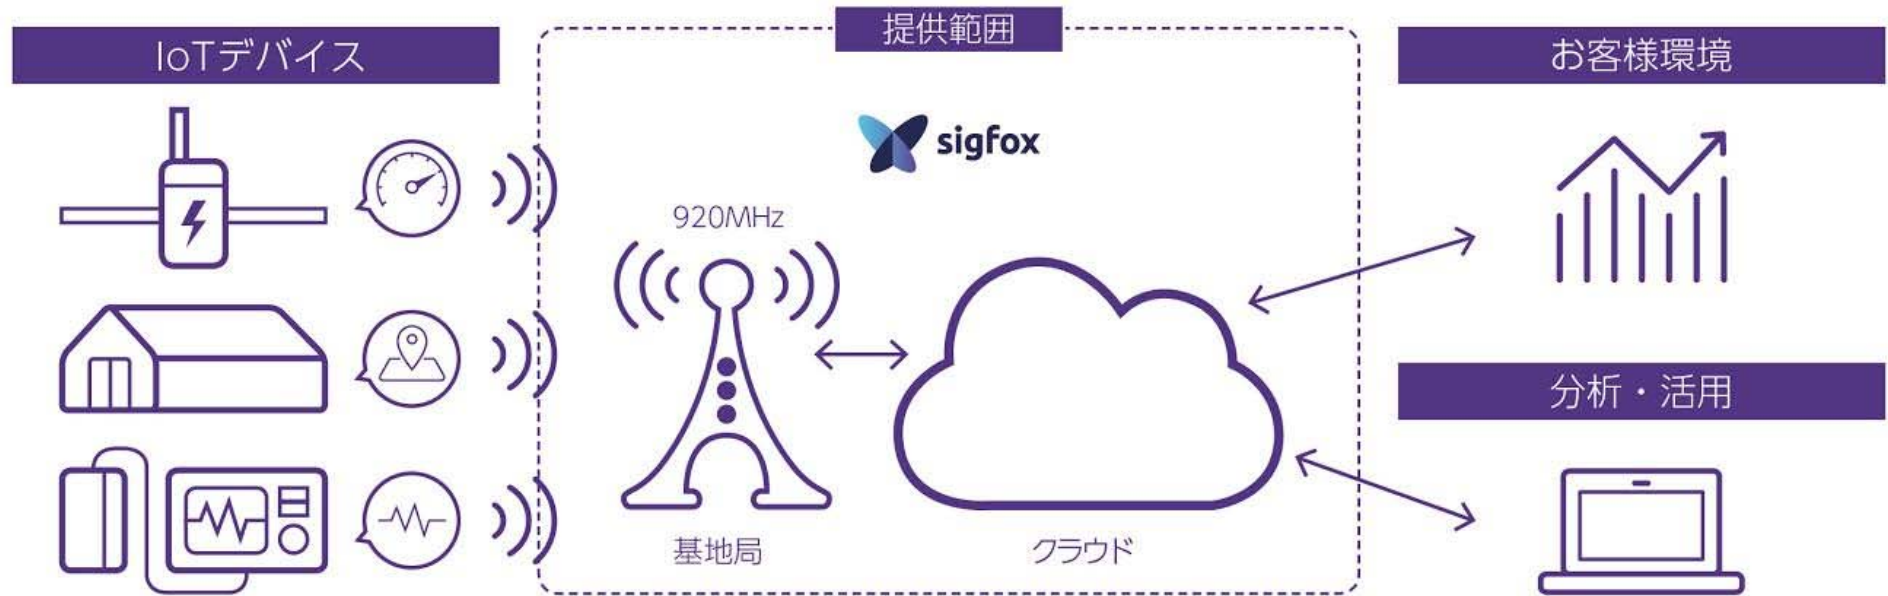 IoTデバイス
提供範囲
お客様環境
sigfox
920MHz
分析・活用
基地局
クラウド